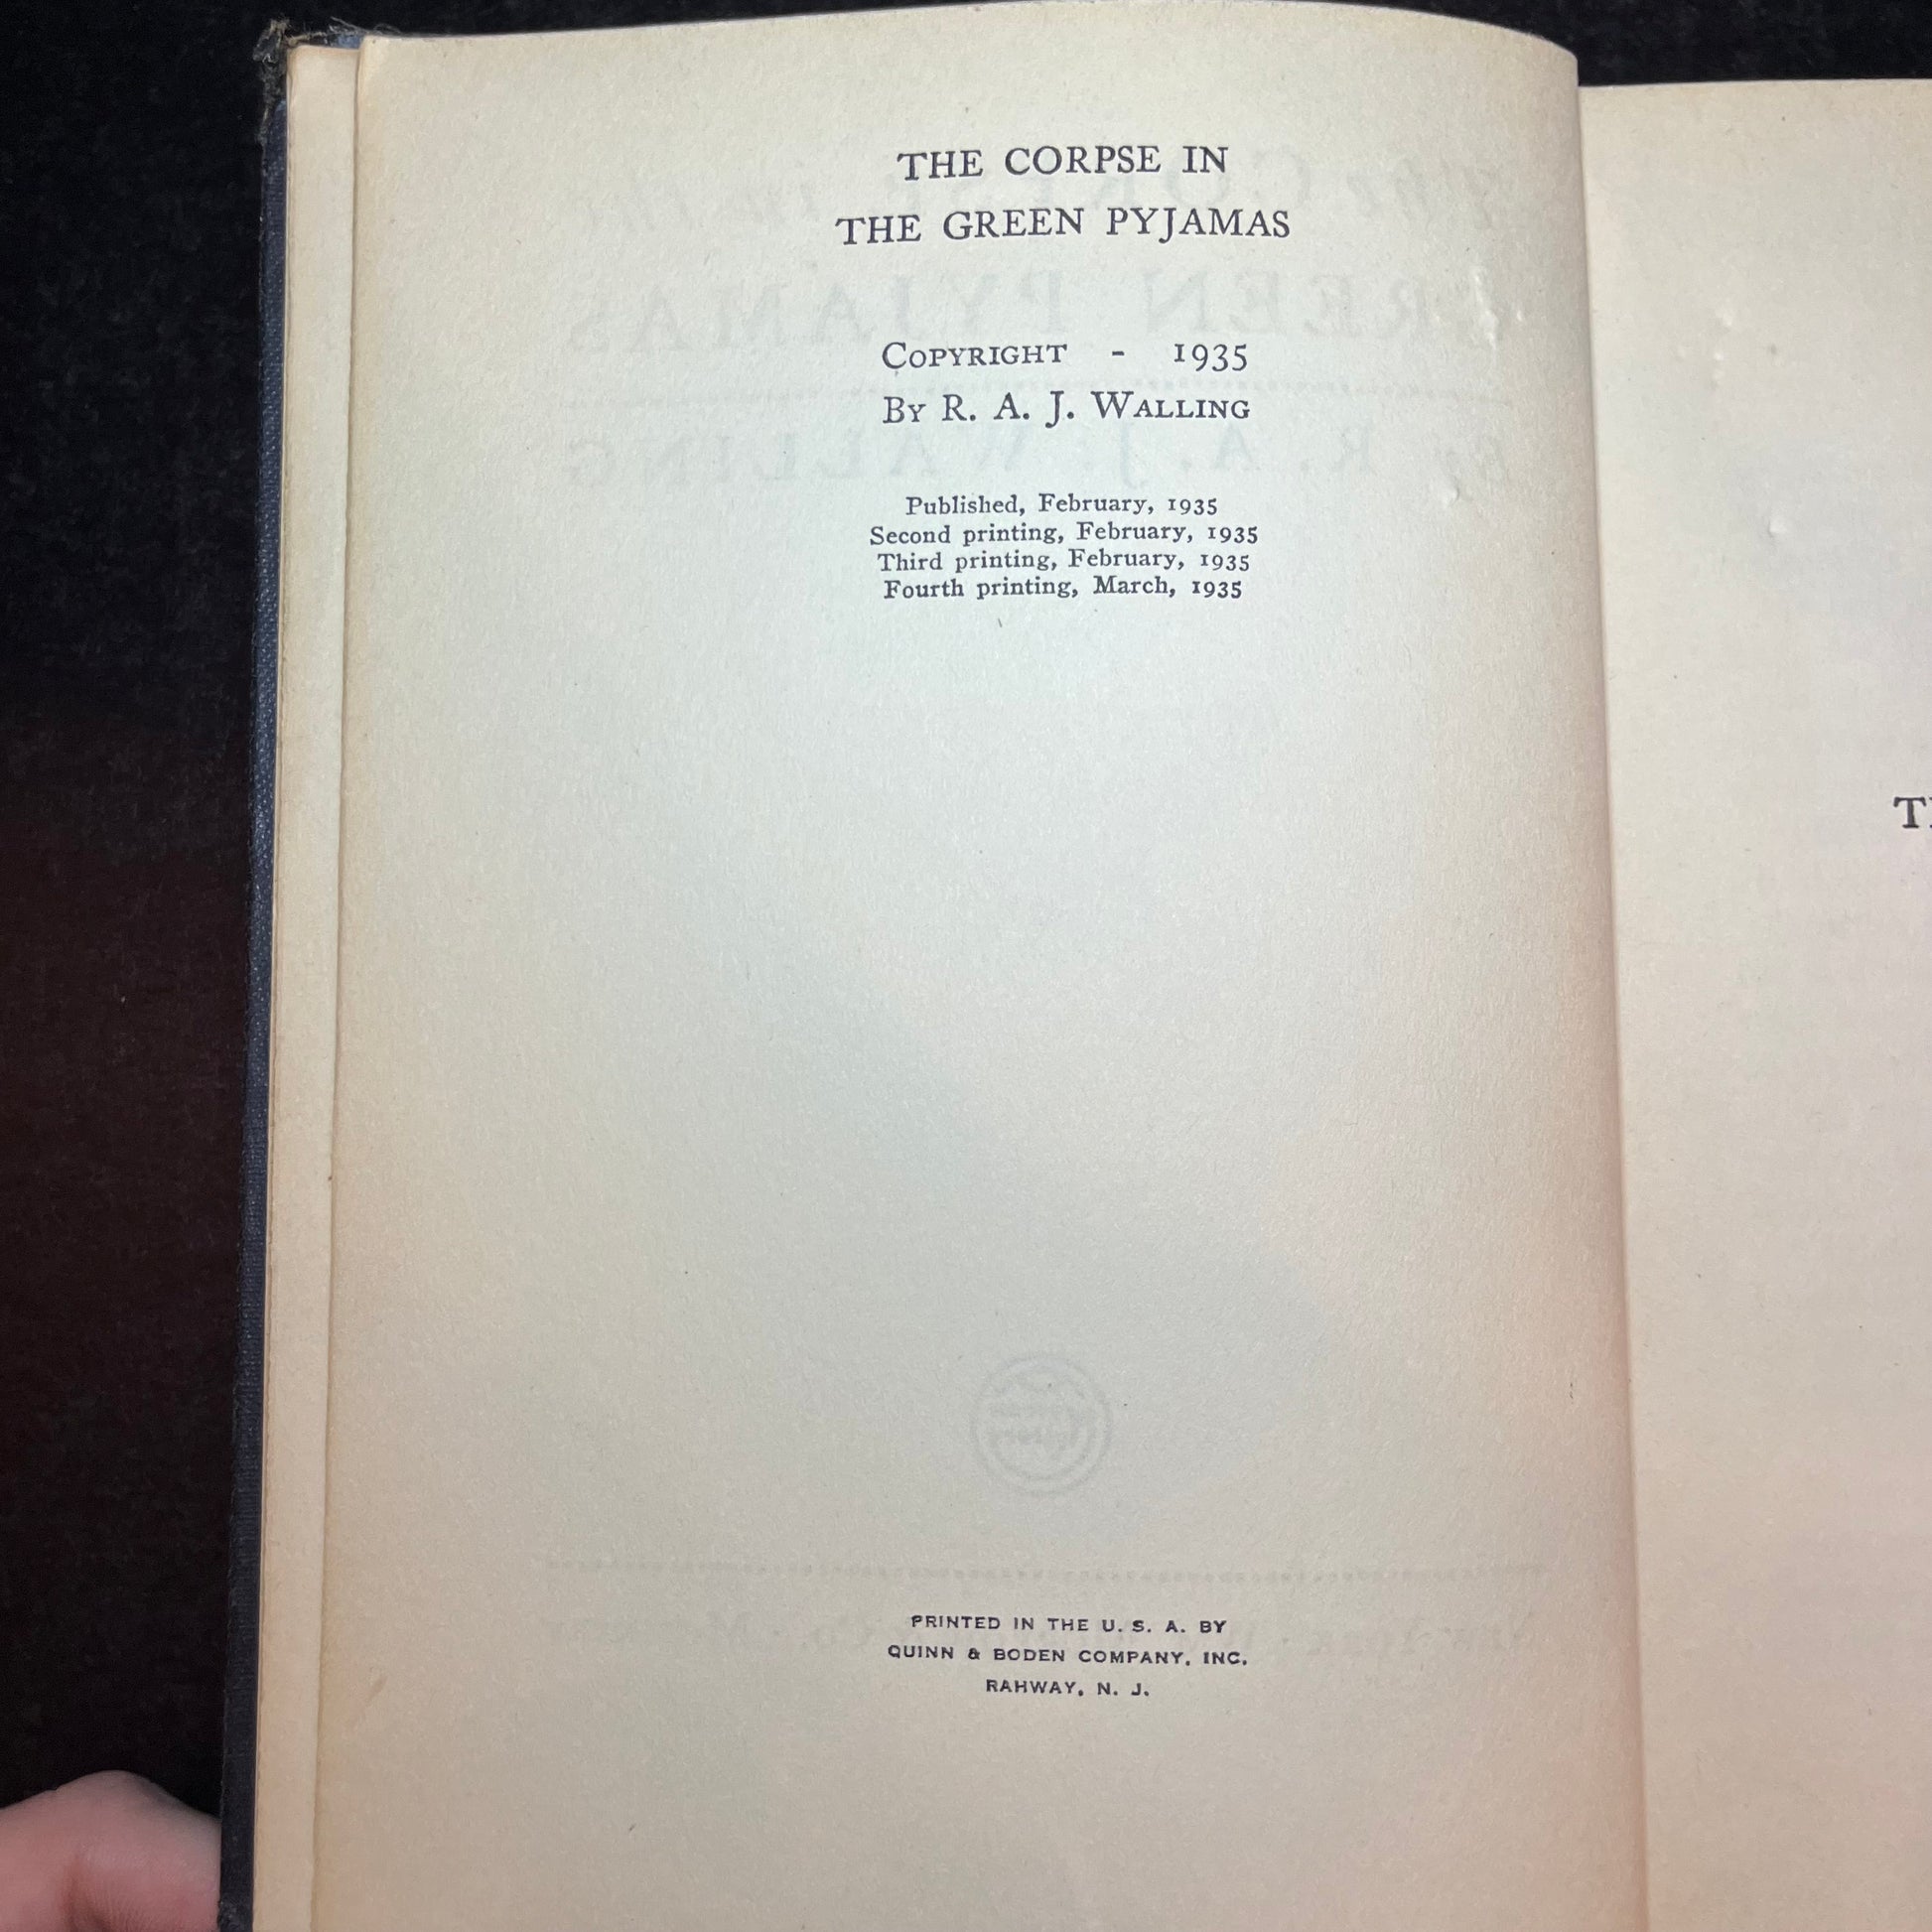 THE CORPSE IN
THE GREEN PYJAMAS
COPYRIGHT - 1935
BY R. A. J. WALLING
Published, February, 1935
Second printing, February, 1935
Third printing, February, 1935
Fourth printing, March, 1935
PRINTED IN THE U. S. A. BY
QUINN & BODEN COMPANY, INC.
RAHWAY, N. J.